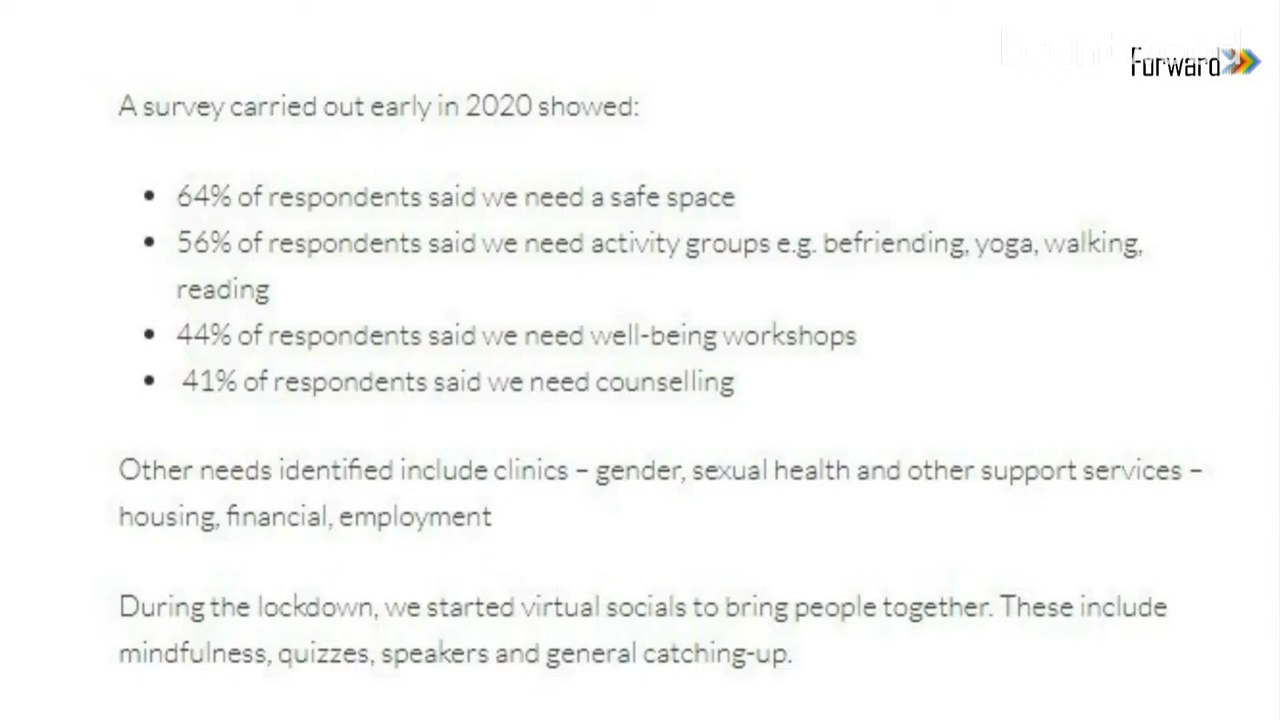 Forward
A survey carried out early in 2020 showed:
• 64% of respondents said we need a safe space
• 56% of respondents said we need activity groups e.g. befriending, yoga, walking,
reading
• 44% of respondents said we need well-being workshops
• 41% of respondents said we need counselling
Other needs identified include clinics – gender, sexual health and other support services –
housing, financial, employment
During the lockdown, we started virtual socials to bring people together. These include
mindfulness, quizzes, speakers and general catching-up.